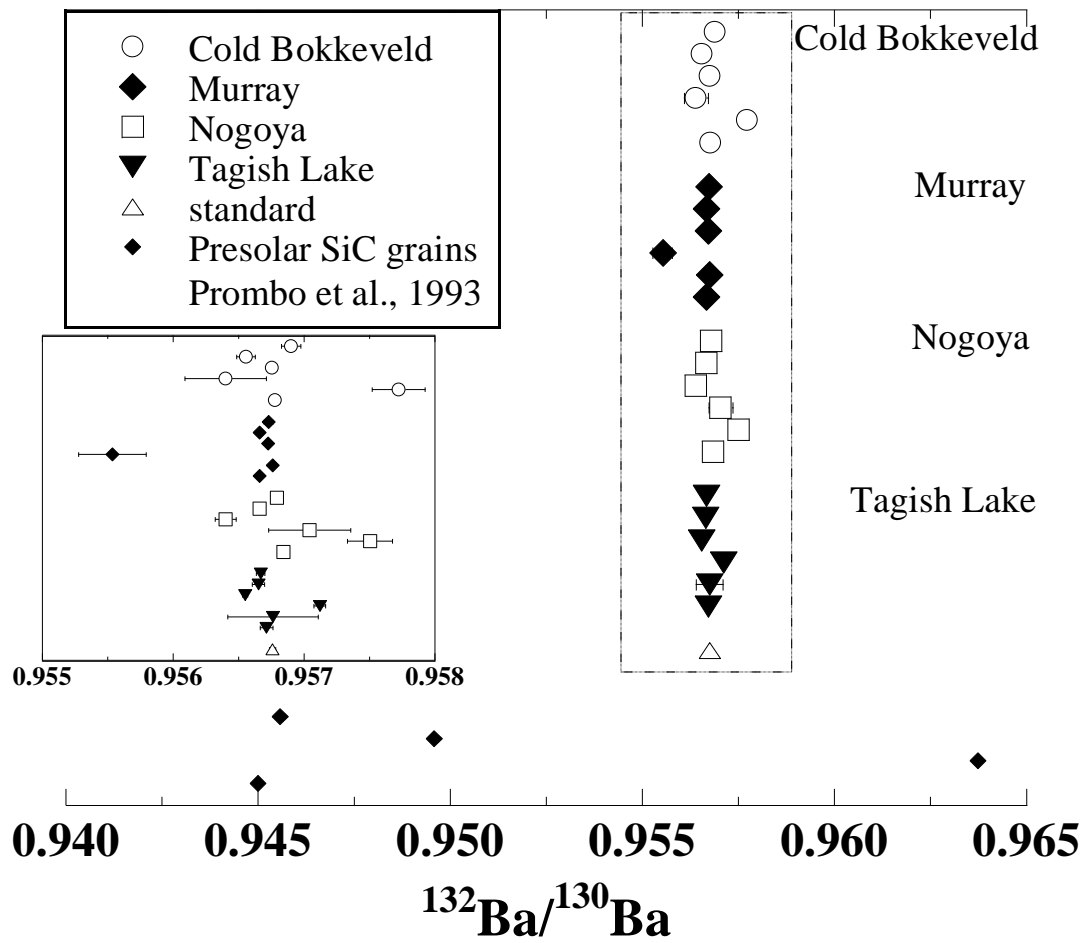 Cold Bokkeveld
Murray
Nogoya
Tagish Lake
standard
Presolar SiC grains
Prombo et al., 1993
Cold Bokkeveld
Murray
Nogoya
Tagish Lake
0.955 0.956 0.957 0.958
0.940 0.945 0.950 0.955 0.960 0.965
¹³²Ba/¹³⁰Ba